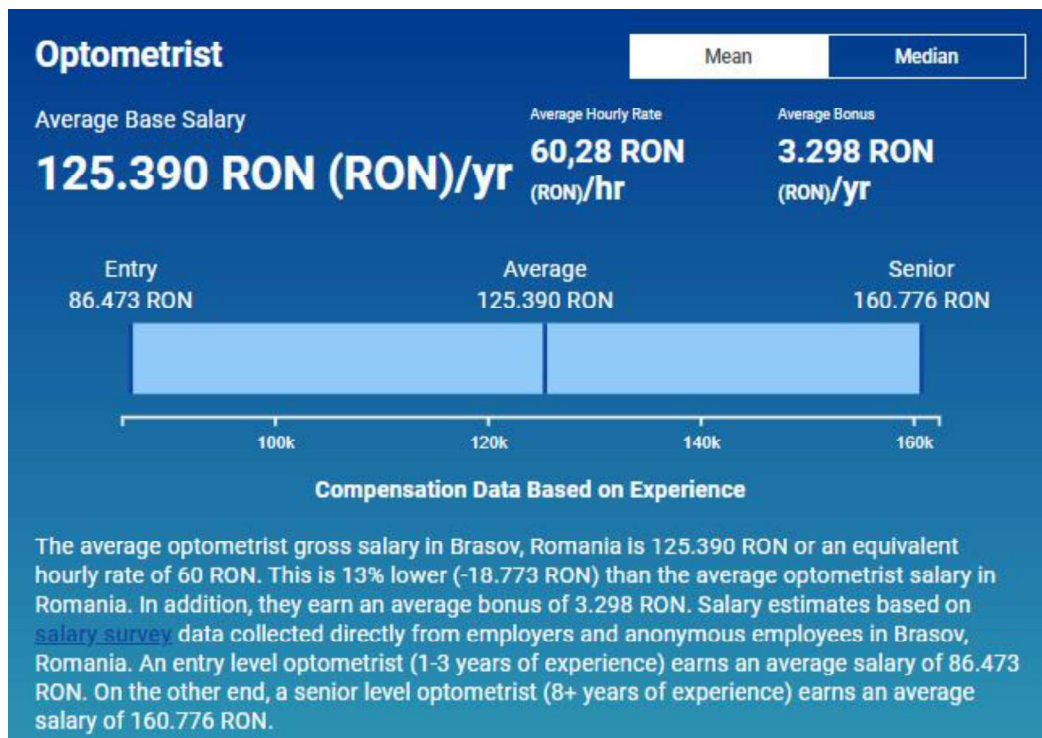 Optometrist
Mean
Median
Average Base Salary
125.390 RON (RON)/yr
Average Hourly Rate
60,28 RON
(RON)/hr
Average Bonus
3.298 RON
(RON)/yr
Entry
86.473 RON
Average
125.390 RON
Senior
160.776 RON
100k
120k
140k
160k
Compensation Data Based on Experience
The average optometrist gross salary in Brasov, Romania is 125.390 RON or an equivalent
hourly rate of 60 RON. This is 13% lower (-18.773 RON) than the average optometrist salary in
Romania. In addition, they earn an average bonus of 3.298 RON. Salary estimates based on
salary survey data collected directly from employers and anonymous employees in Brasov,
Romania. An entry level optometrist (1-3 years of experience) earns an average salary of 86.473
RON. On the other end, a senior level optometrist (8+ years of experience) earns an average
salary of 160.776 RON.